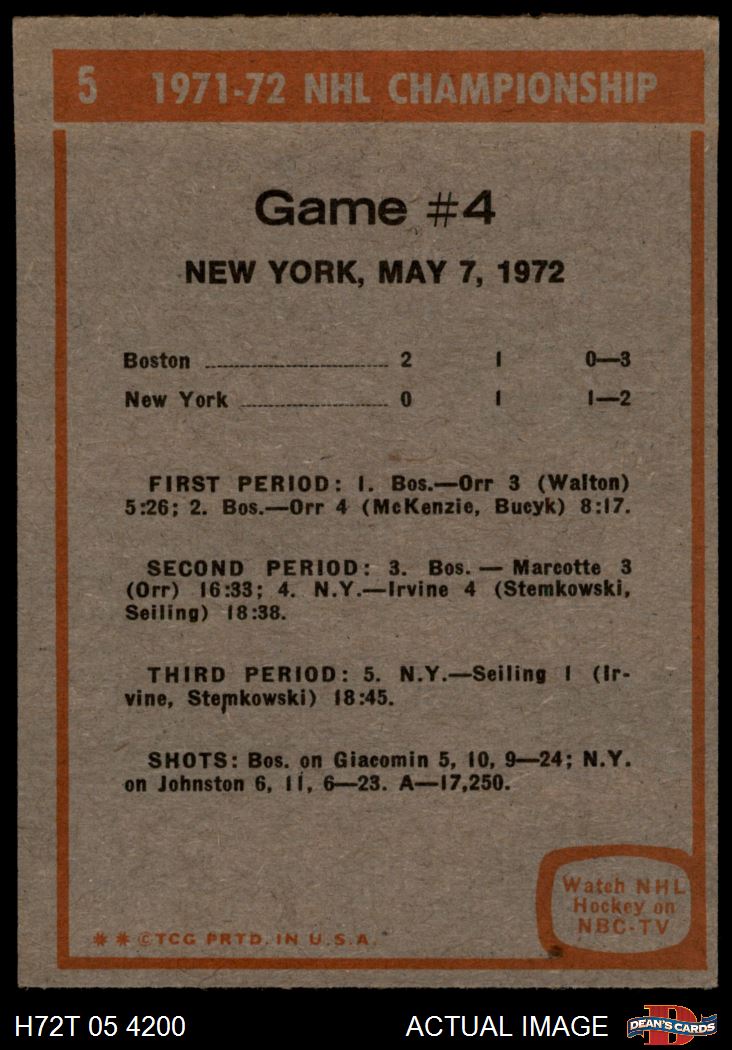 5 1971-72 NHL CHAMPIONSHIP
Game #4
NEW YORK, MAY 7, 1972
Boston ........................ 2 1 0—3
New York ................... 0 1 1—2
FIRST PERIOD: 1. Bos.—Orr 3 (Walton)
5:26; 2. Bos.—Orr 4 (McKenzie, Bucyk) 8:17.
SECOND PERIOD: 3. Bos. — Marcotte 3
(Orr) 16:33; 4. N.Y.—Irvine 4 (Stemkowski,
Seiling) 18:38.
THIRD PERIOD: 5. N.Y.—Seiling 1 (Ir-
vine, Stemkowski) 18:45.
SHOTS: Bos. on Giacomin 5, 10, 9—24; N.Y.
on Johnston 6, 11, 6—23. A—17,250.
Watch NHL
Hockey on
NBC-TV
** ©TCG PRTD. IN U.S.A.
H72T 05 4200 ACTUAL IMAGE DEAN'S CARDS